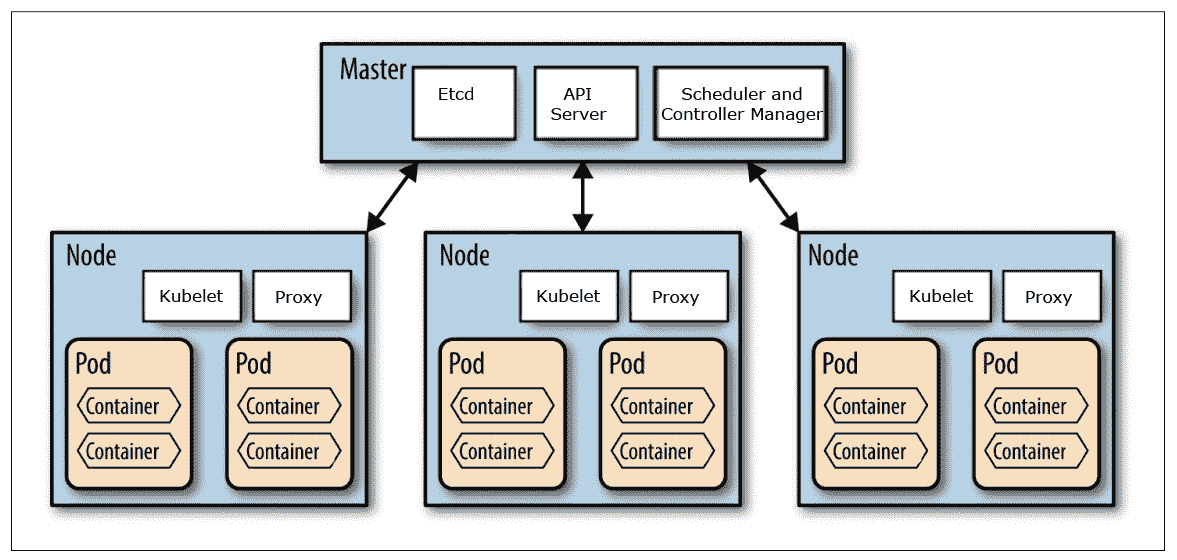 Master
Etcd
API
Server
Scheduler and
Controller Manager
Node
Kubelet
Proxy
Pod
Container
Container
Pod
Container
Container
Node
Kubelet
Proxy
Pod
Container
Container
Pod
Container
Container
Node
Kubelet
Proxy
Pod
Container
Container
Pod
Container
Container